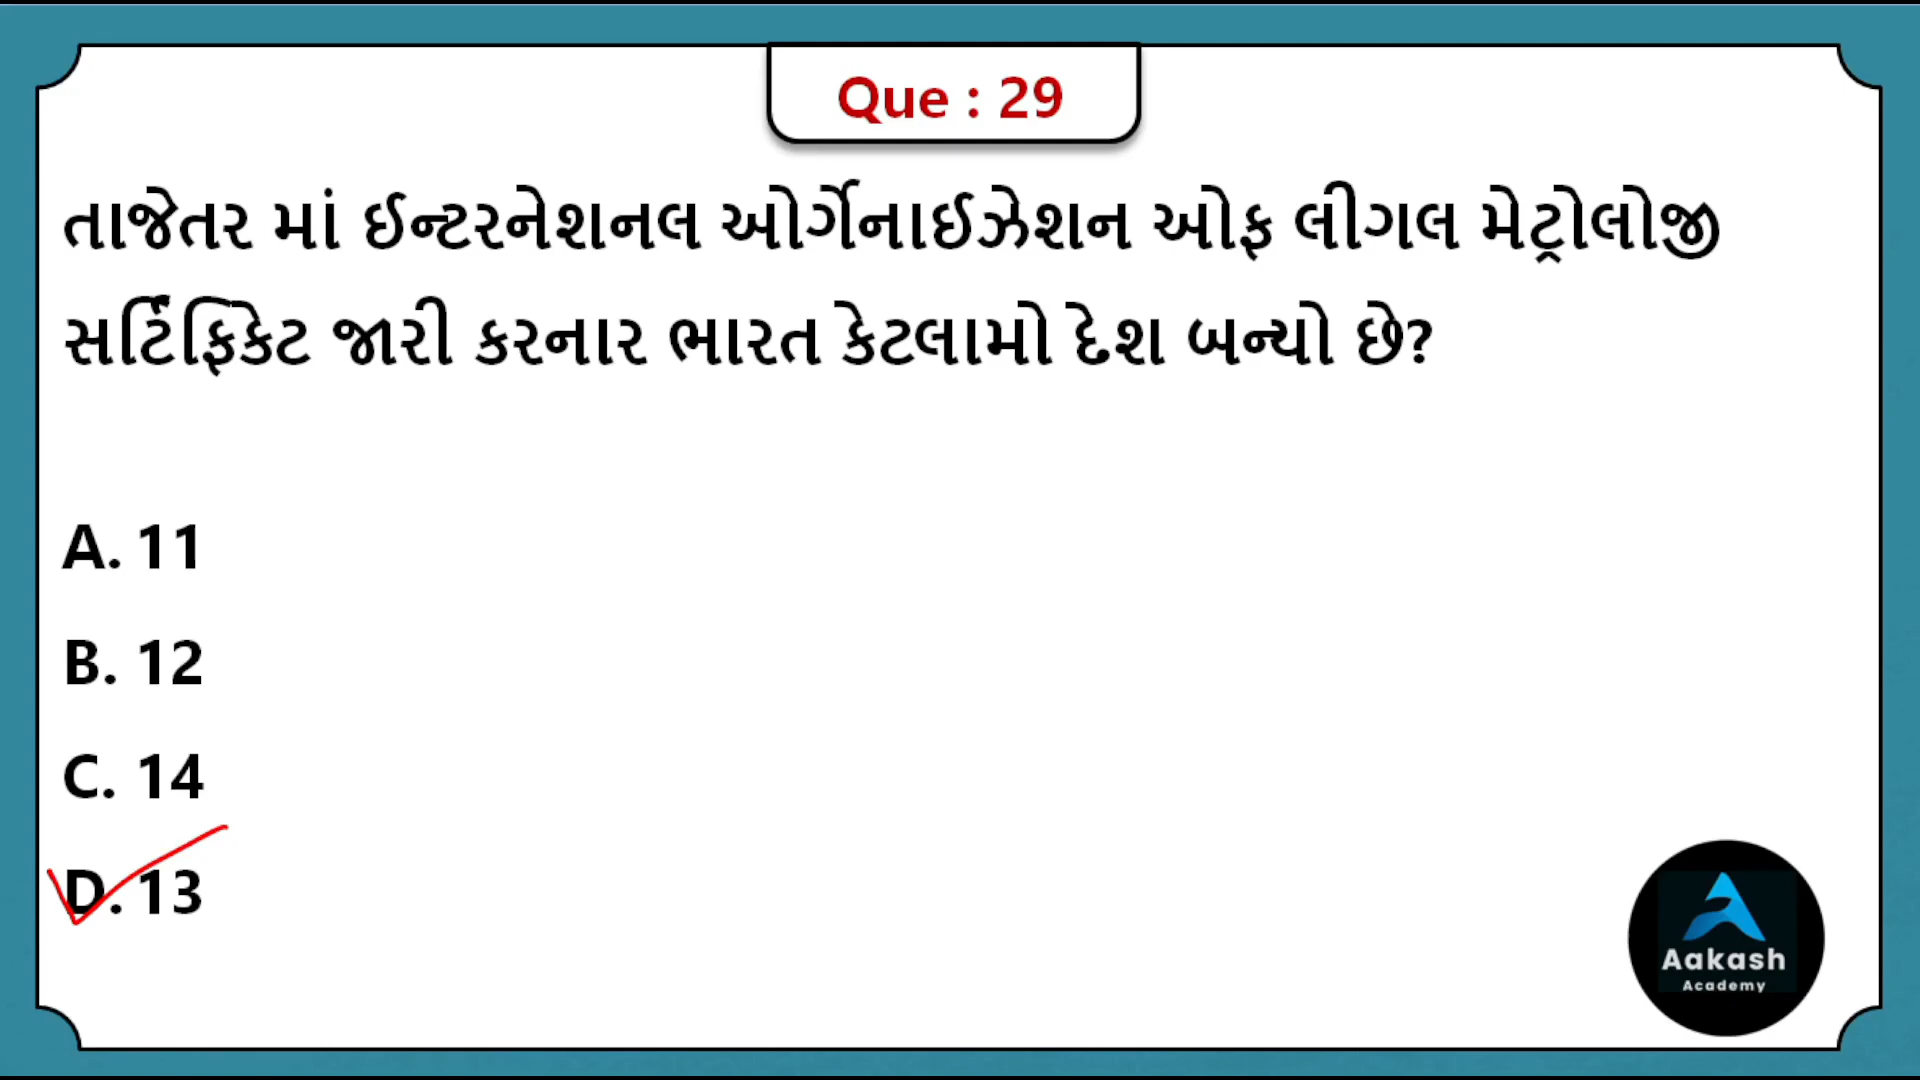 Que : 29
તાજેતર માં ઈન્ટરનેશનલ ઓર્ગેનાઈઝેશન ઓફ લીગલ મેટ્રોલોજી
સર્ટિફિકેટ જારી કરનાર ભારત કેટલામો દેશ બન્યો છે?
A. 11
B. 12
C. 14
D. 13
Aakash
Academy